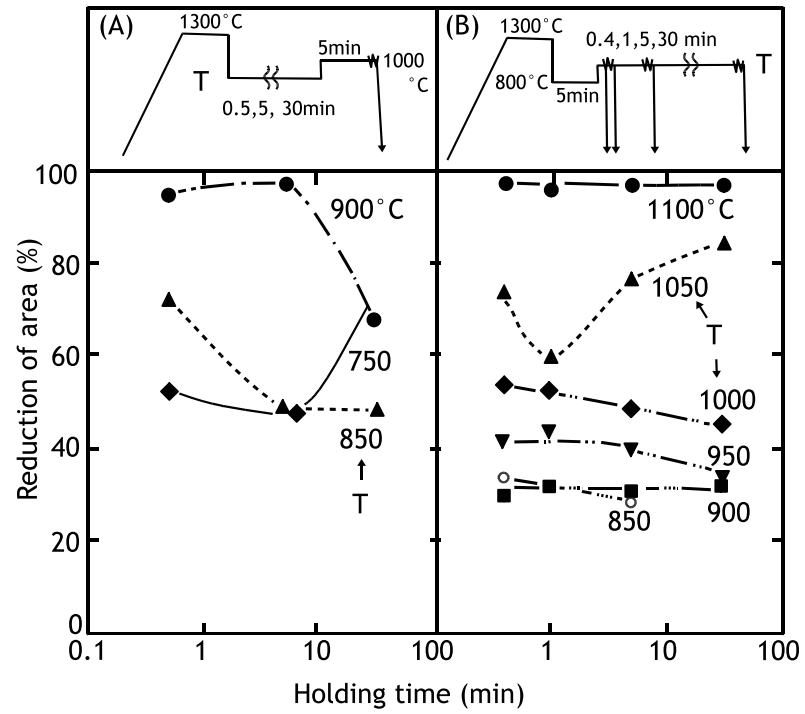 (A)
1300°C
T
5min
1000
°C
0.5,5, 30min
(B)
1300°C
0.4,1,5,30 min
T
800°C
5min
100
80
60
40
20
0
Reduction of area (%)
900°C
750
850
T
1100°C
1050
T
1000
950
900
850
0.1
1
10
100
1
10
100
Holding time (min)